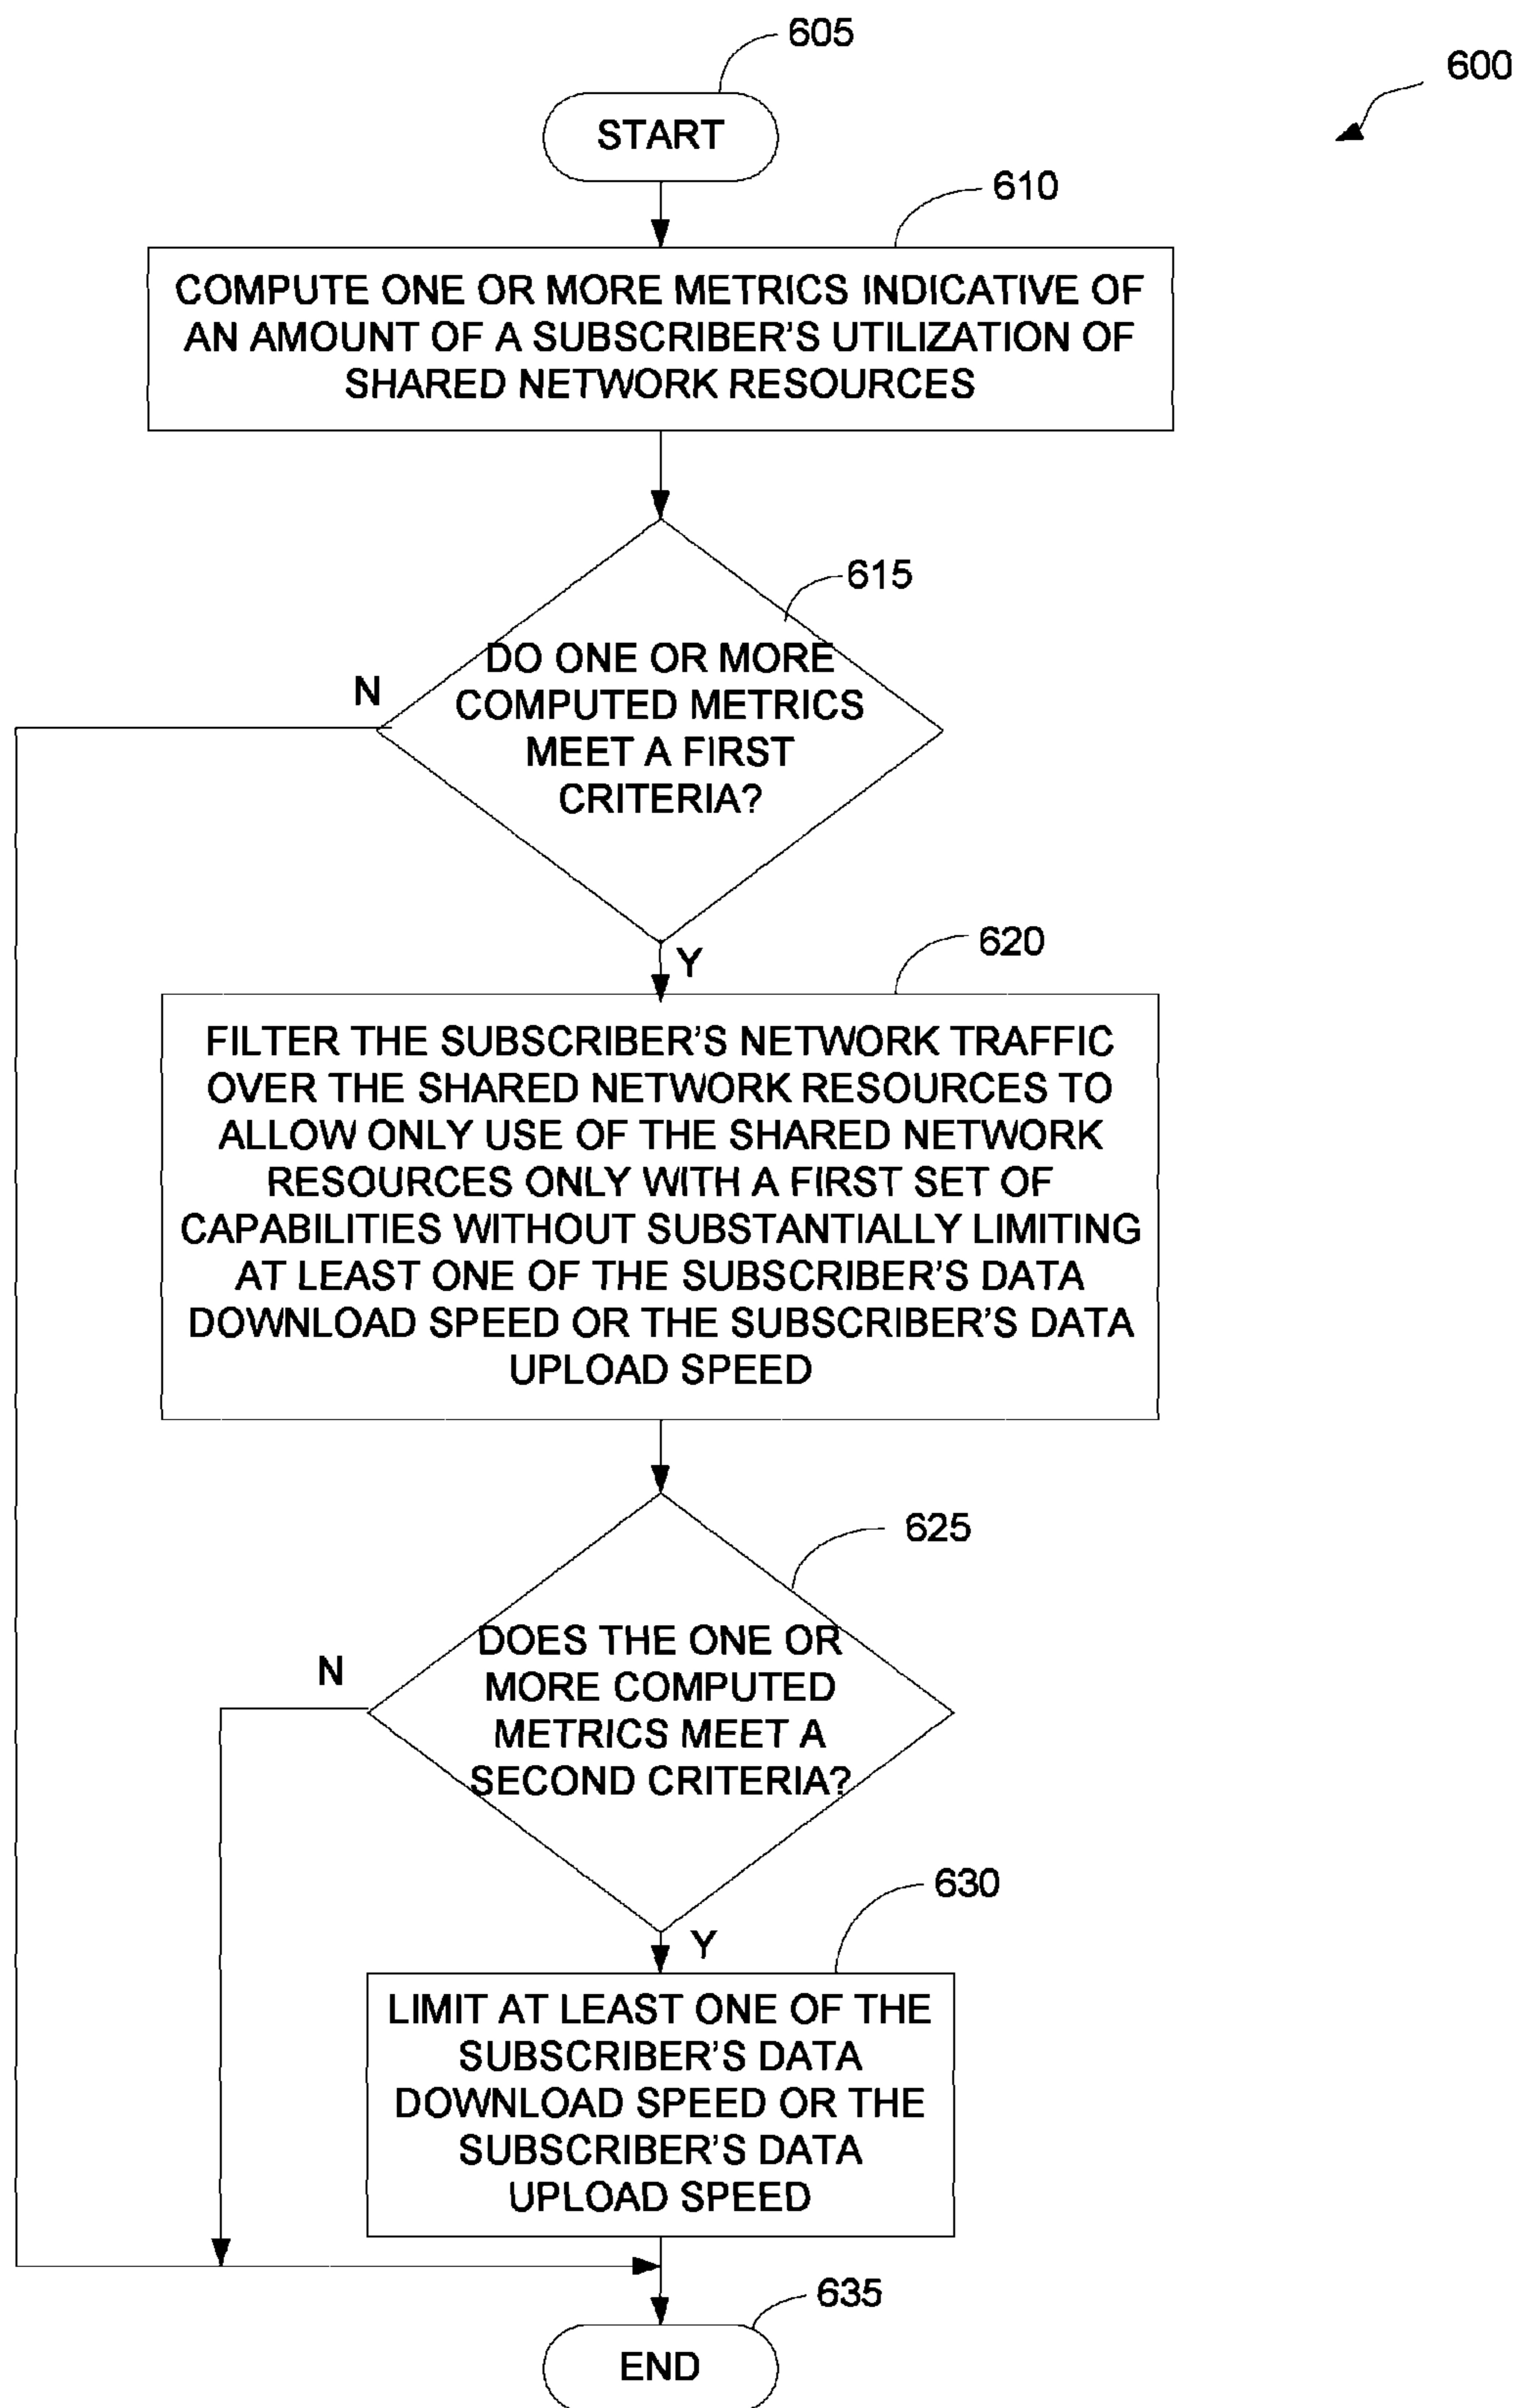 605
600
START
610
COMPUTE ONE OR MORE METRICS INDICATIVE OF
AN AMOUNT OF A SUBSCRIBER'S UTILIZATION OF
SHARED NETWORK RESOURCES
615
N
DO ONE OR MORE
COMPUTED METRICS
MEET A FIRST
CRITERIA?
Y
620
FILTER THE SUBSCRIBER'S NETWORK TRAFFIC
OVER THE SHARED NETWORK RESOURCES TO
ALLOW ONLY USE OF THE SHARED NETWORK
RESOURCES ONLY WITH A FIRST SET OF
CAPABILITIES WITHOUT SUBSTANTIALLY LIMITING
AT LEAST ONE OF THE SUBSCRIBER'S DATA
DOWNLOAD SPEED OR THE SUBSCRIBER'S DATA
UPLOAD SPEED
625
N
DOES THE ONE OR
MORE COMPUTED
METRICS MEET A
SECOND CRITERIA?
630
Y
LIMIT AT LEAST ONE OF THE
SUBSCRIBER'S DATA
DOWNLOAD SPEED OR THE
SUBSCRIBER'S DATA
UPLOAD SPEED
635
END